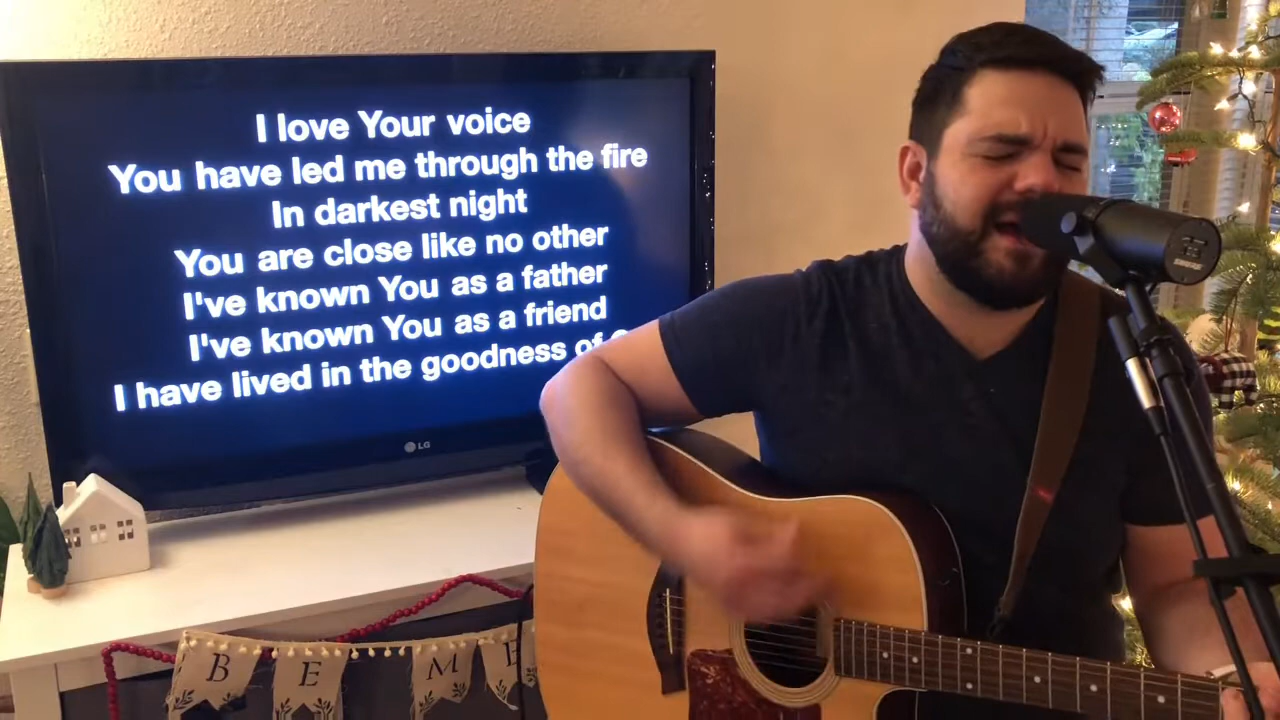 I love Your voice
You have led me through the fire
In darkest night
You are close like no other
I've known You as a father
I've known You as a friend
I have lived in the goodness of
LG
B E M E